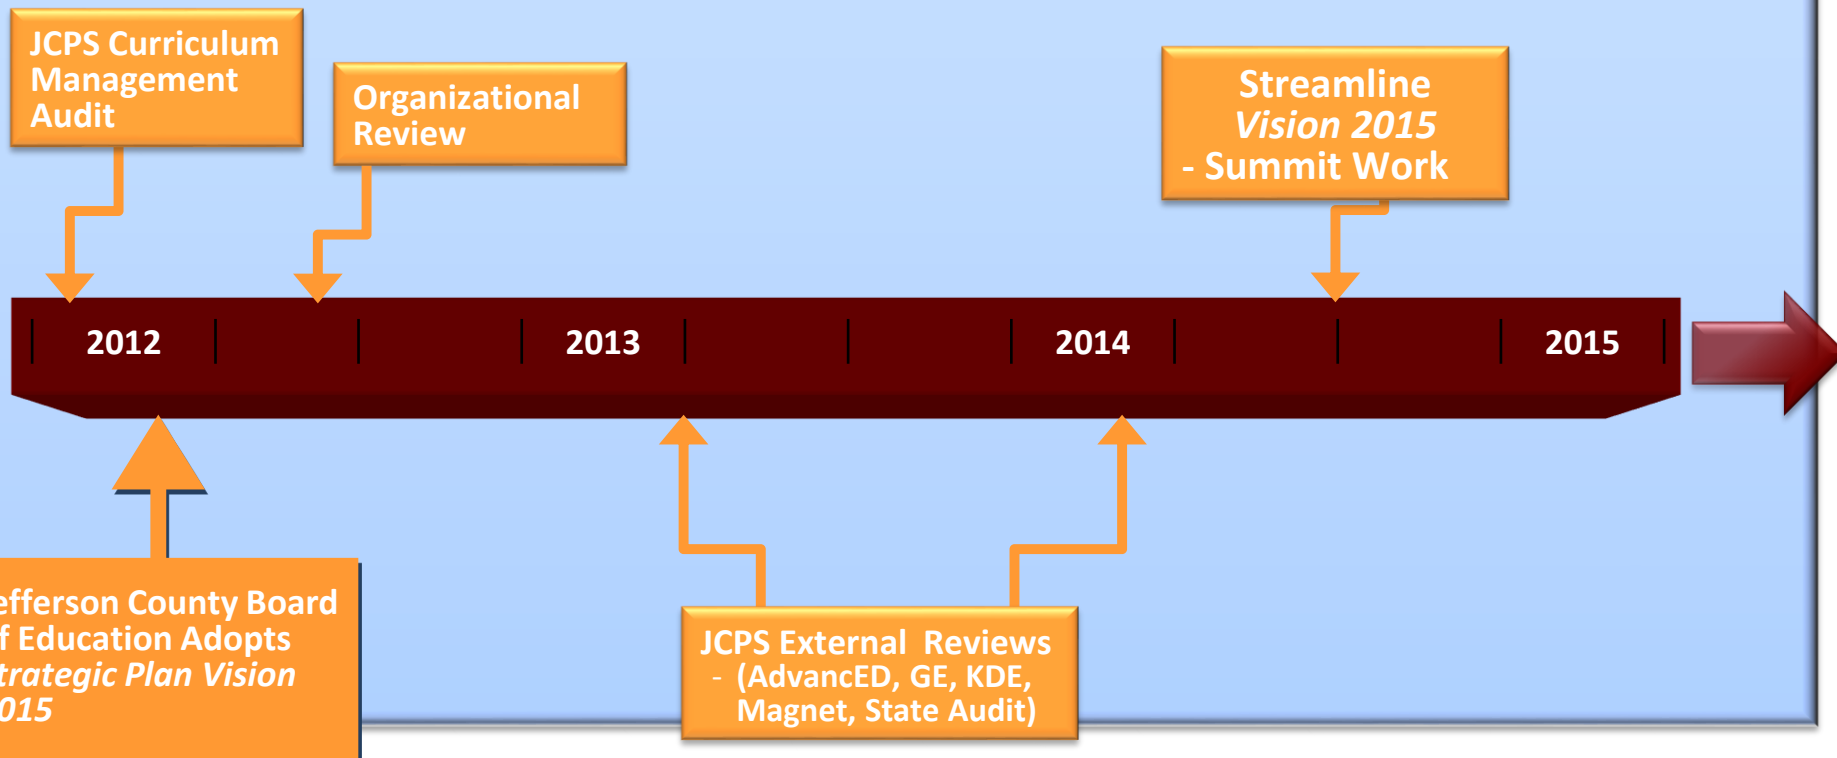 JCPS Curriculum
Management
Audit
Organizational
Review
Streamline
Vision 2015
- Summit Work
2012
2013
2014
2015
efferson County Board
f Education Adopts
trategic Plan Vision
015
JCPS External Reviews
- (AdvancED, GE, KDE,
Magnet, State Audit)